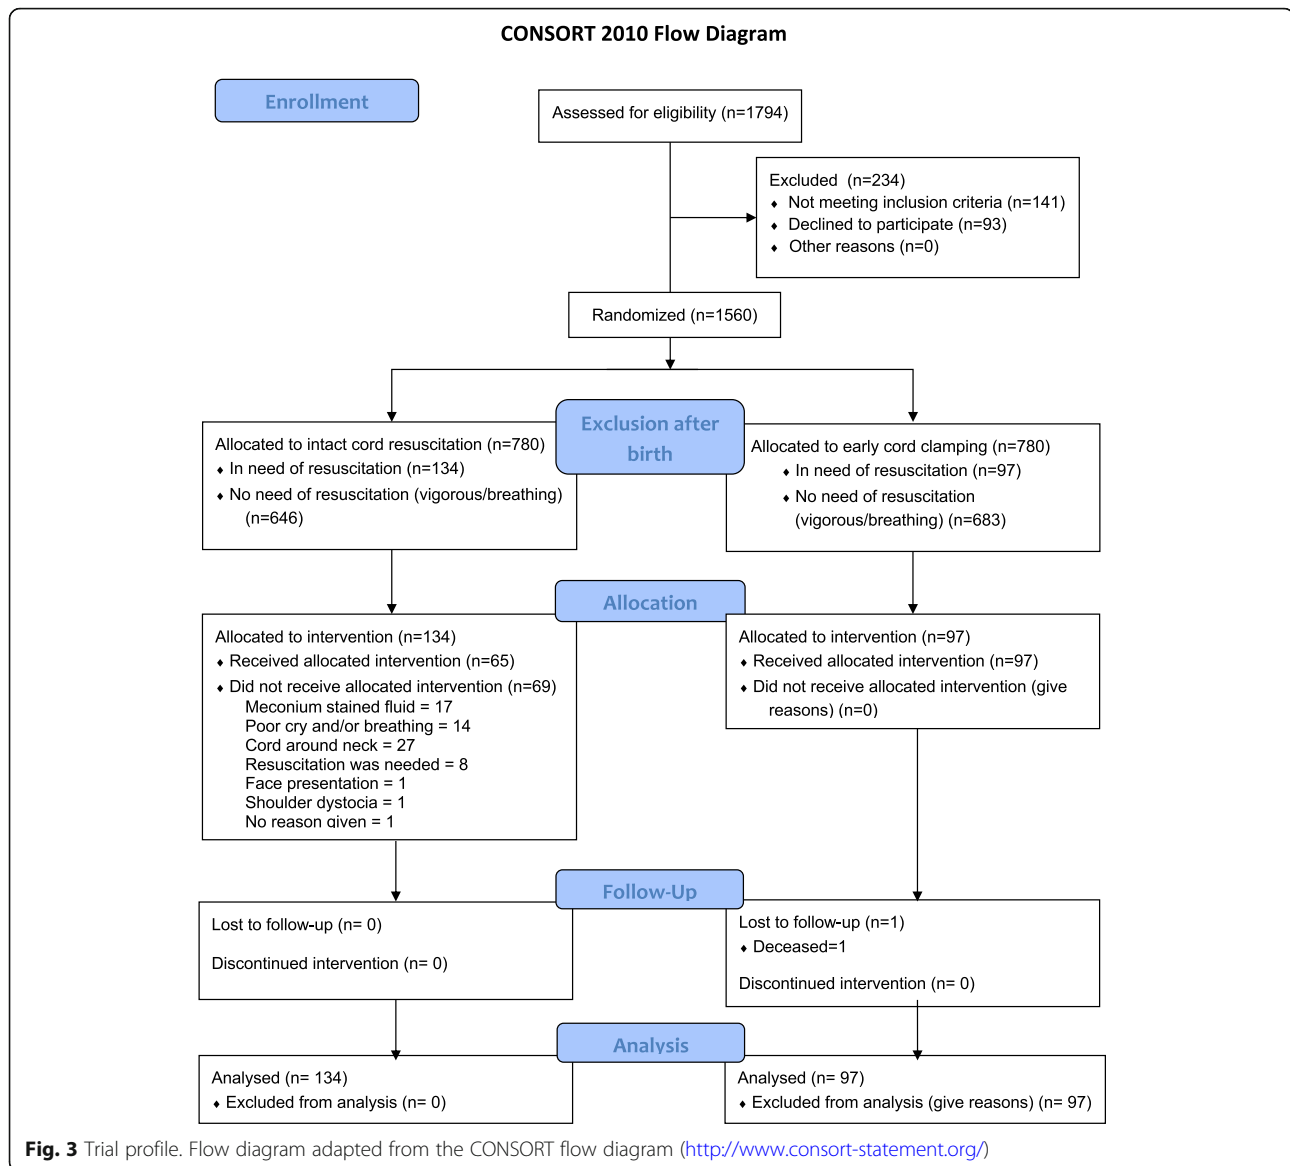 CONSORT 2010 Flow Diagram
Enrollment
Assessed for eligibility (n=1794)
Excluded (n=234)
♦ Not meeting inclusion criteria (n=141)
♦ Declined to participate (n=93)
♦ Other reasons (n=0)
Randomized (n=1560)
Exclusion after
birth
Allocated to intact cord resuscitation (n=780)
♦ In need of resuscitation (n=134)
♦ No need of resuscitation (vigorous/breathing)
(n=646)
Allocated to early cord clamping (n=780)
♦ In need of resuscitation (n=97)
♦ No need of resuscitation
(vigorous/breathing) (n=683)
Allocation
Allocated to intervention (n=134)
♦ Received allocated intervention (n=65)
♦ Did not receive allocated intervention (n=69)
Meconium stained fluid = 17
Poor cry and/or breathing = 14
Cord around neck = 27
Resuscitation was needed = 8
Face presentation = 1
Shoulder dystocia = 1
No reason given = 1
Allocated to intervention (n=97)
♦ Received allocated intervention (n=97)
♦ Did not receive allocated intervention (give
reasons) (n=0)
Follow-Up
Lost to follow-up (n= 0)
Discontinued intervention (n= 0)
Lost to follow-up (n=1)
♦ Deceased=1
Discontinued intervention (n= 0)
Analysis
Analysed (n= 134)
♦ Excluded from analysis (n= 0)
Analysed (n= 97)
♦ Excluded from analysis (give reasons) (n= 97)
Fig. 3 Trial profile. Flow diagram adapted from the CONSORT flow diagram (http://www.consort-statement.org/)